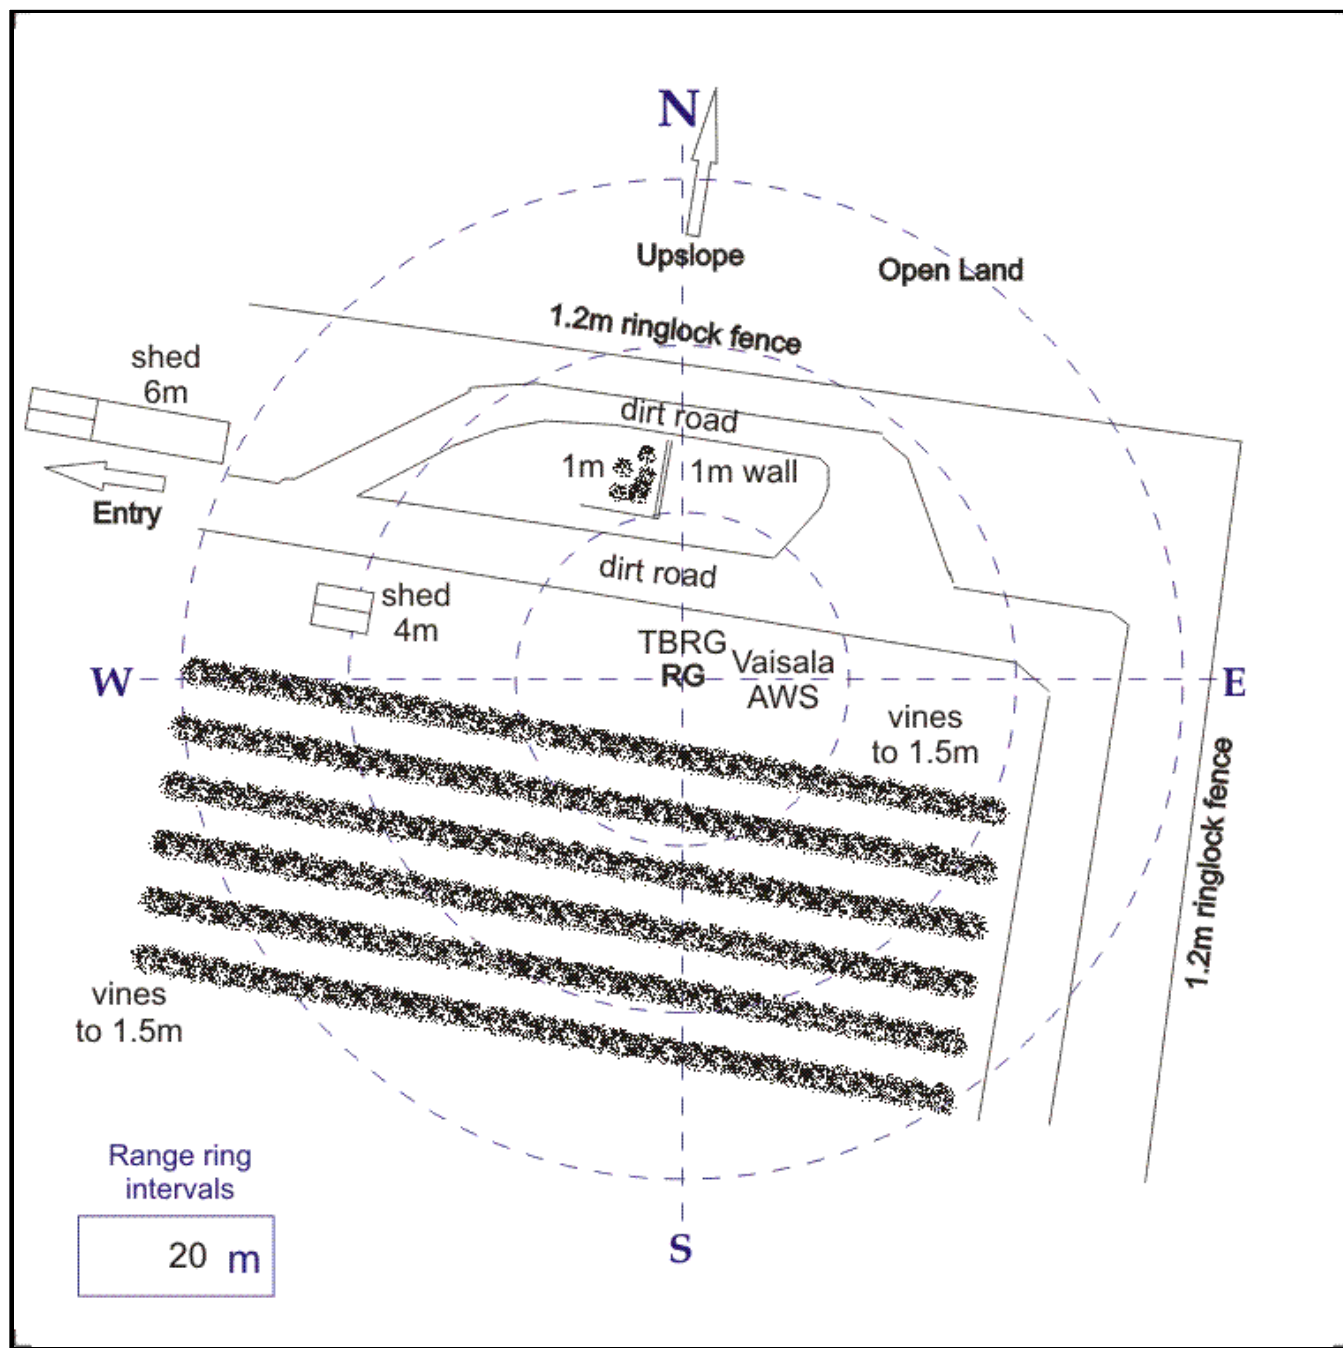 N
Upslope
Open Land
1.2m ringlock fence
shed
6m
dirt road
1m
1m wall
Entry
dirt road
shed
4m
TBRG
RG
Vaisala
AWS
W
E
vines
to 1.5m
1.2m ringlock fence
vines
to 1.5m
Range ring
intervals
20 m
S